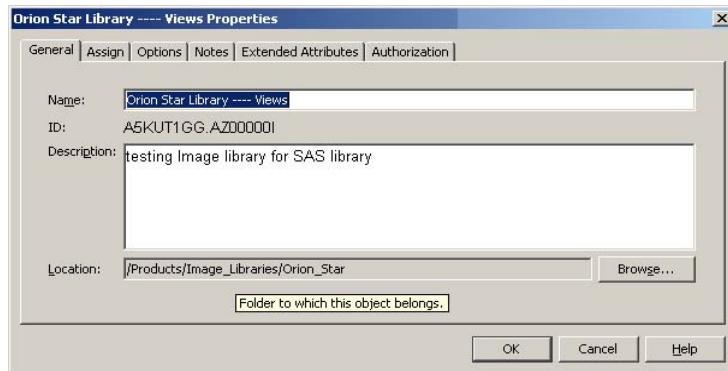 Orion Star Library ---- Views Properties
General Assign Options Notes Extended Attributes Authorization
Name: Orion Star Library ---- Views
ID: A5KUT1GG.AZ00000I
Description: testing Image library for SAS library
Location: /Products/Image_Libraries/Orion_Star Browse...
Folder to which this object belongs.
OK Cancel Help